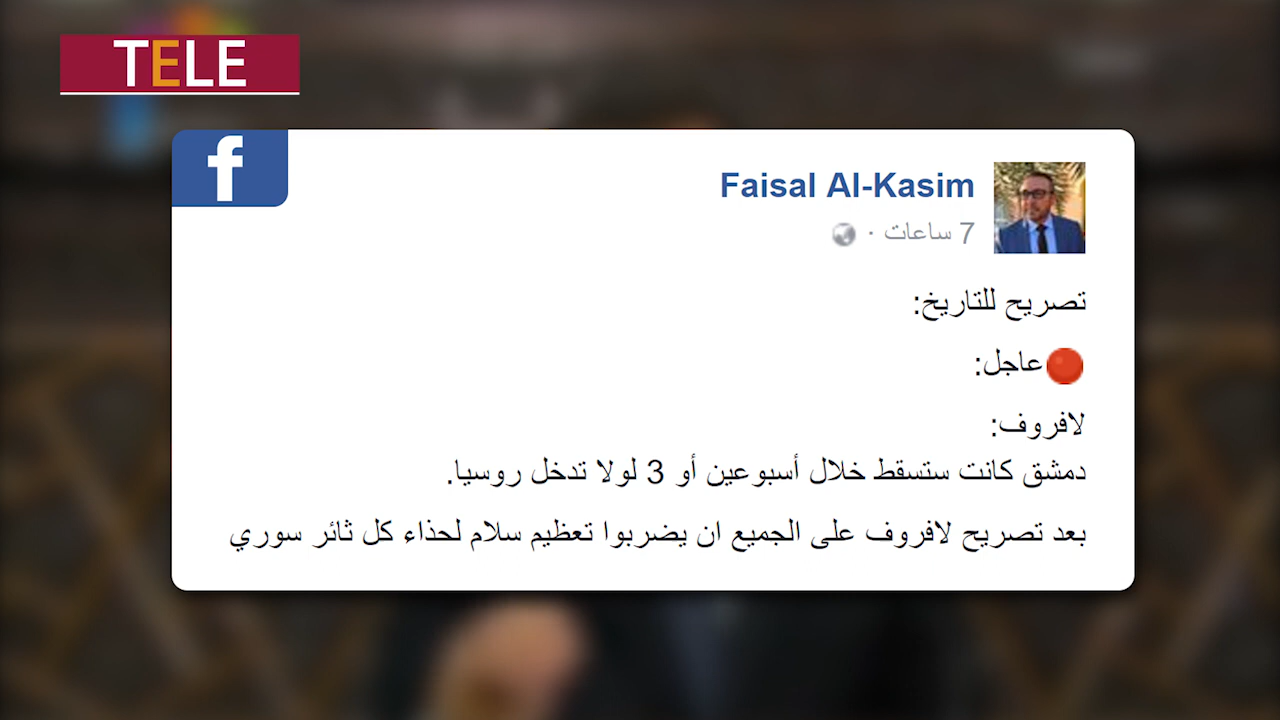 TELE
f
Faisal Al-Kasim
7 ساعات ·
تصريح للتاريخ:
عاجل:
لافروف:
دمشق كانت ستسقط خلال أسبوعين أو 3 لولا تدخل روسيا.
بعد تصريح لافروف على الجميع ان يضربوا تعظيم سلام لحذاء كل ثائر سوري